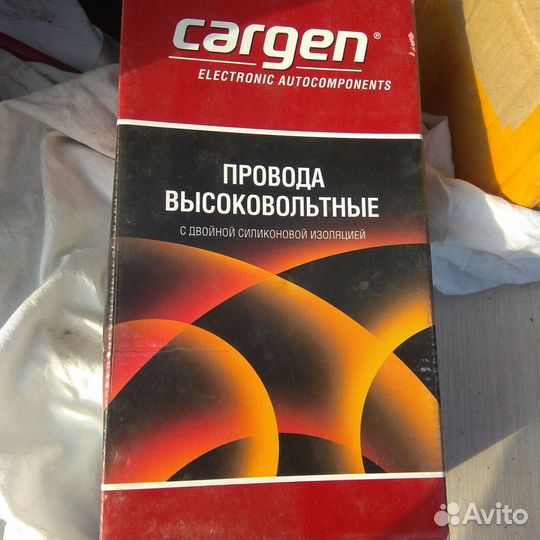 cargen®
ELECTRONIC AUTOCOMPONENTS
ПРОВОДА
ВЫСОКОВОЛЬТНЫЕ
С ДВОЙНОЙ СИЛИКОНОВОЙ ИЗОЛЯЦИЕЙ
Avito